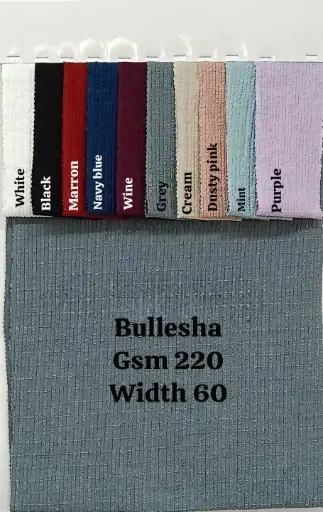 White
Black
Marron
Navy blue
Wine
Grey
Cream
Dusty pink
Mint
Purple
Bullesha
Gsm 220
Width 60